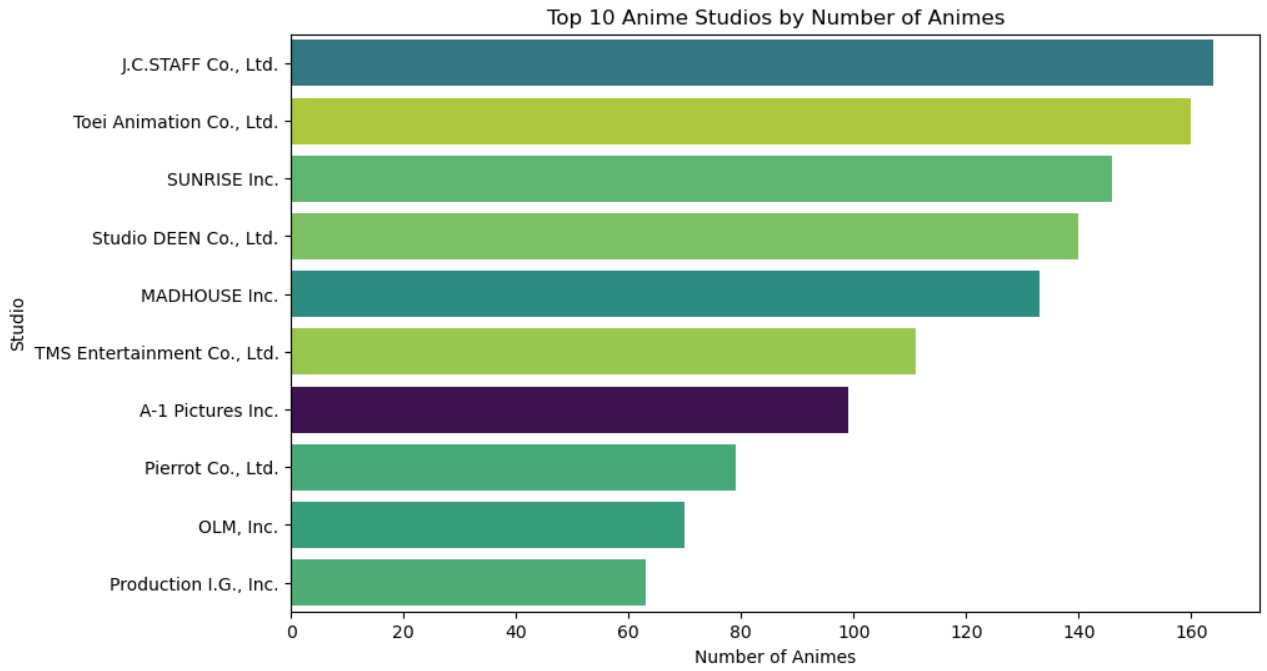 Top 10 Anime Studios by Number of Animes
J.C.STAFF Co., Ltd.
Toei Animation Co., Ltd.
SUNRISE Inc.
Studio DEEN Co., Ltd.
MADHOUSE Inc.
TMS Entertainment Co., Ltd.
A-1 Pictures Inc.
Pierrot Co., Ltd.
OLM, Inc.
Production I.G., Inc.
Studio
0 20 40 60 80 100 120 140 160
Number of Animes